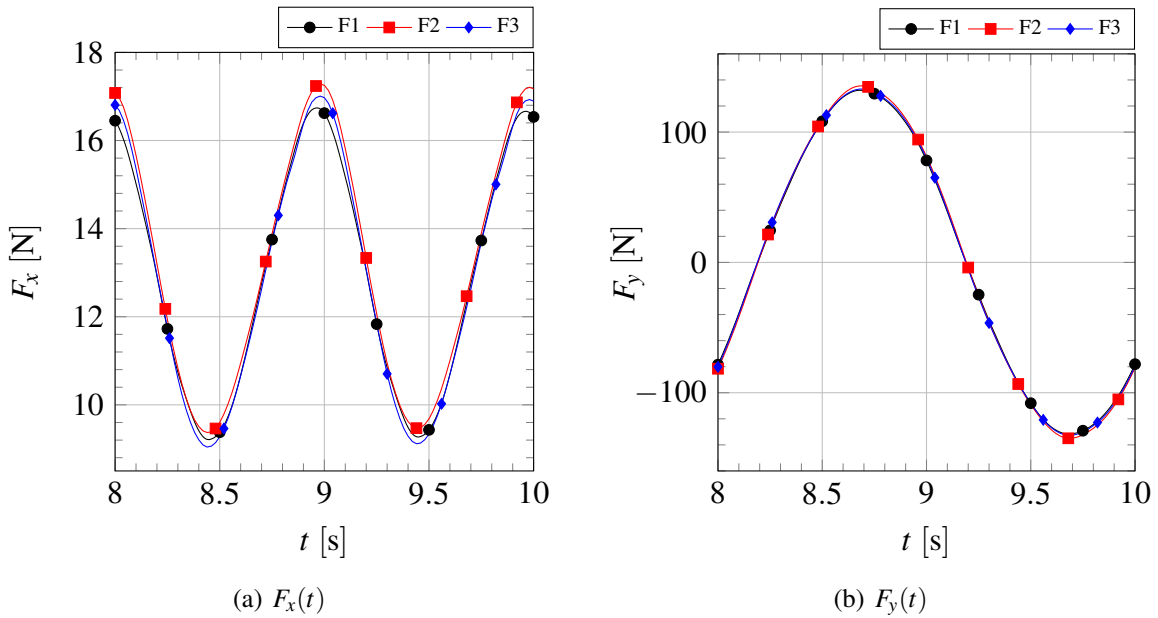 F1 F2 F3
18
16
14
12
10
8 8.5 9 9.5 10
F_x [N]
t [s]
(a) F_x(t)
F1 F2 F3
100
0
−100
8 8.5 9 9.5 10
F_y [N]
t [s]
(b) F_y(t)